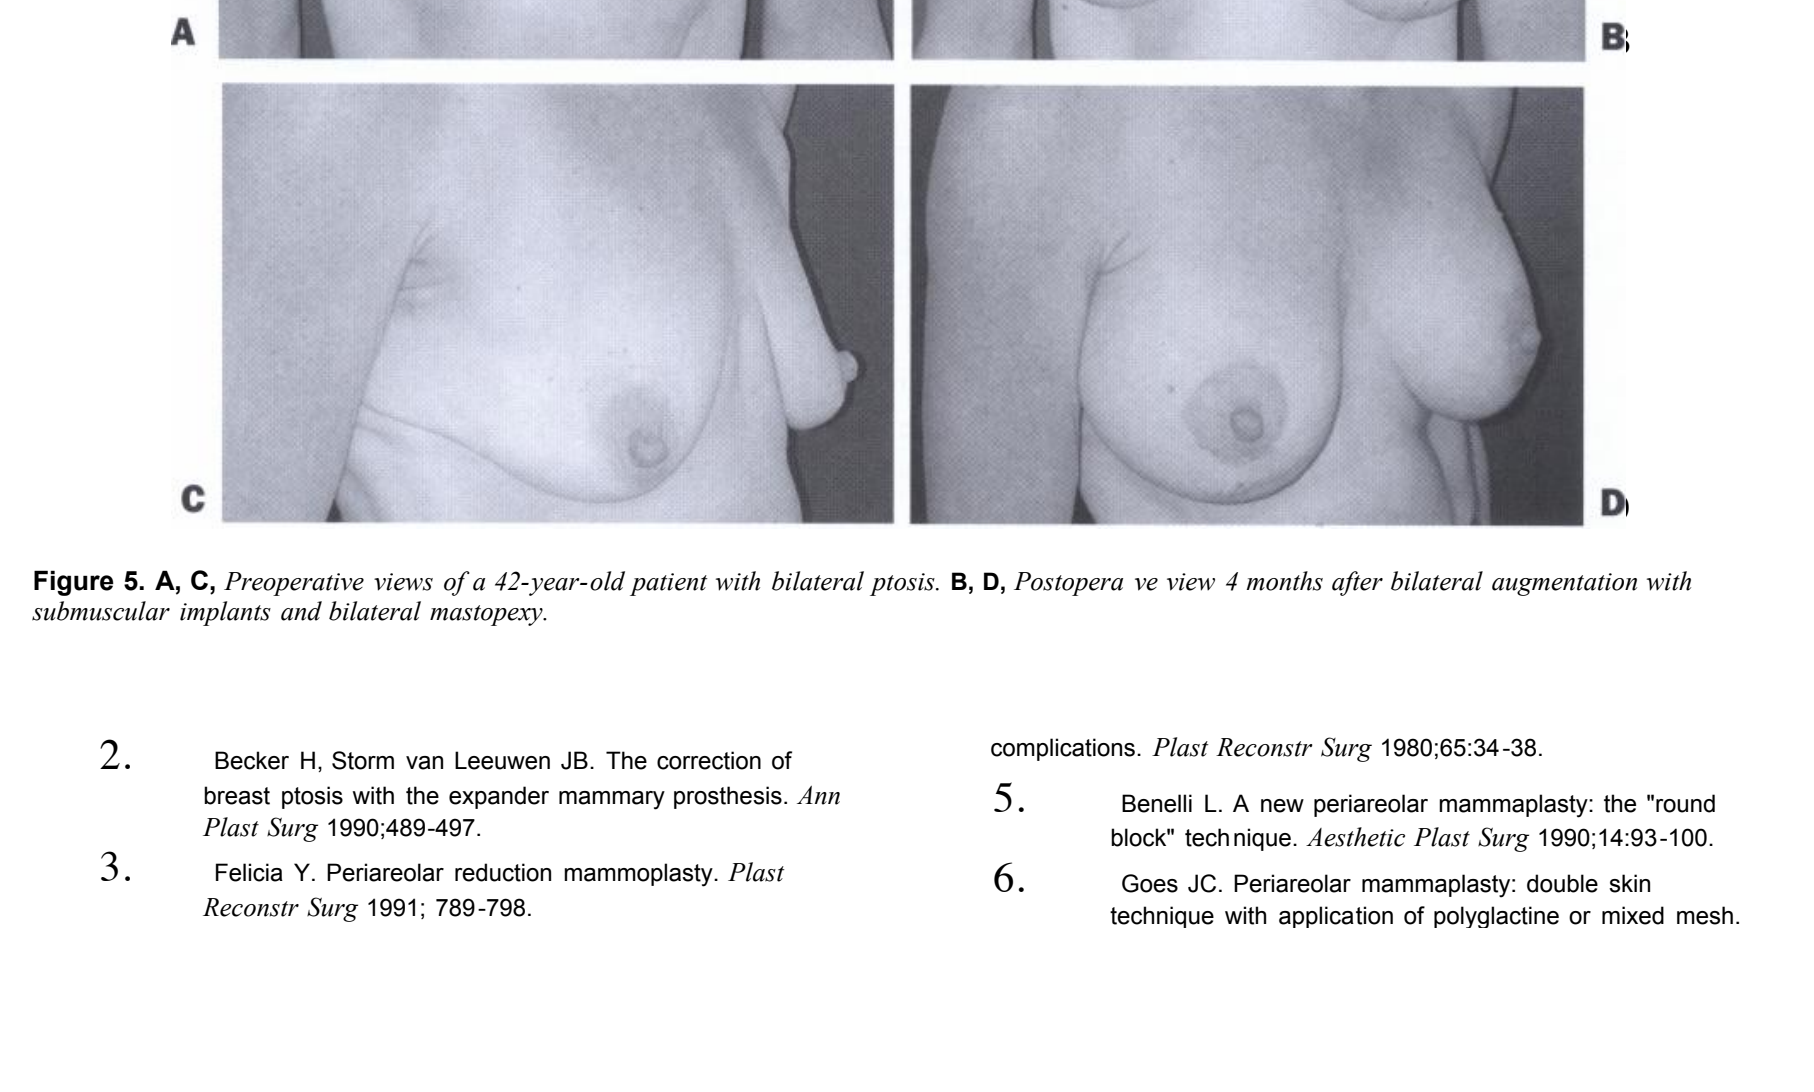 A
B
C
D
Figure 5. A, C, Preoperative views of a 42-year-old patient with bilateral ptosis. B, D, Postopera ve view 4 months after bilateral augmentation with
submuscular implants and bilateral mastopexy.
2. Becker H, Storm van Leeuwen JB. The correction of
breast ptosis with the expander mammary prosthesis. Ann
Plast Surg 1990;489-497.
3. Felicia Y. Periareolar reduction mammoplasty. Plast
Reconstr Surg 1991; 789-798.
complications. Plast Reconstr Surg 1980;65:34-38.
5. Benelli L. A new periareolar mammaplasty: the "round
block" technique. Aesthetic Plast Surg 1990;14:93-100.
6. Goes JC. Periareolar mammaplasty: double skin
technique with application of polyglactine or mixed mesh.